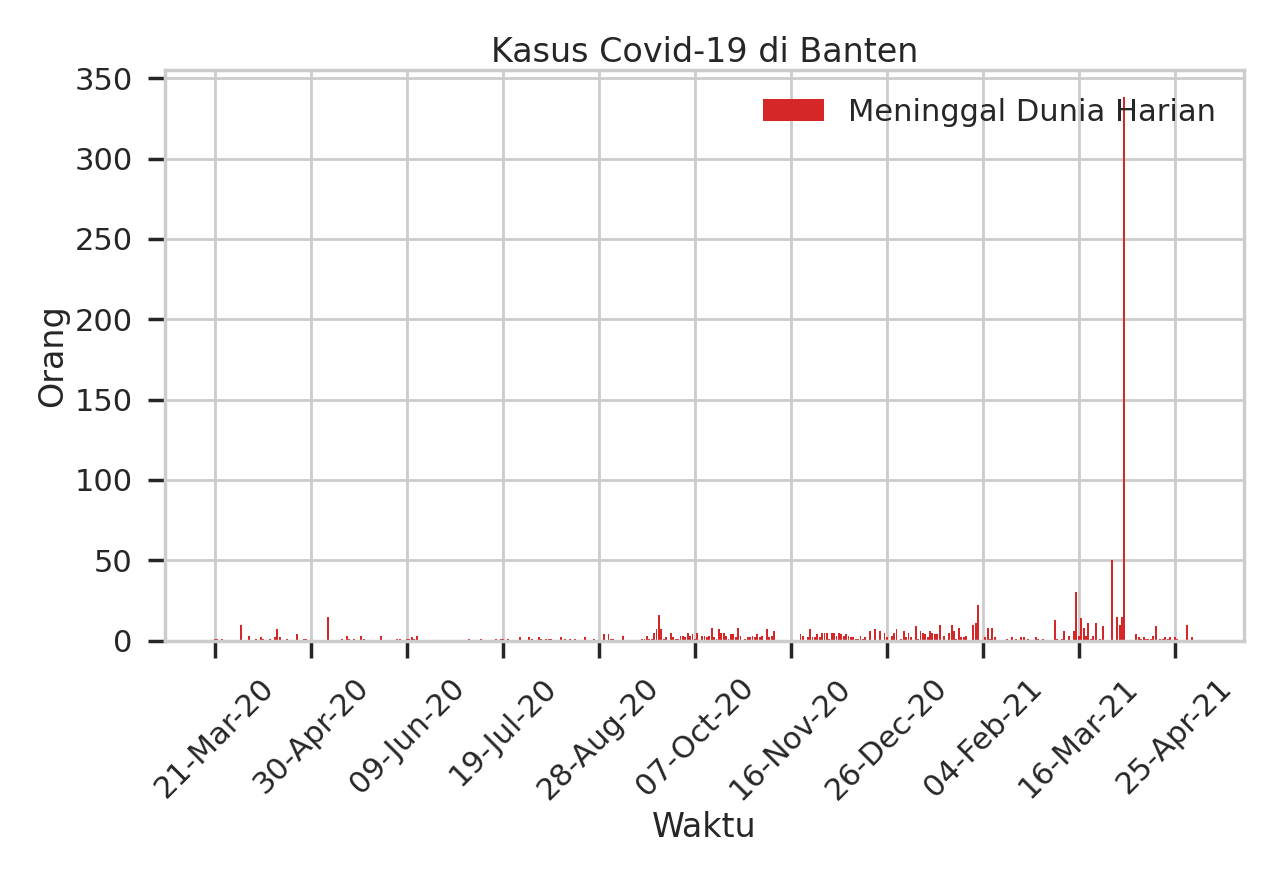 Kasus Covid-19 di Banten
Meninggal Dunia Harian
Orang
350
300
250
200
150
100
50
0
21-Mar-20
30-Apr-20
09-Jun-20
19-Jul-20
28-Aug-20
07-Oct-20
16-Nov-20
26-Dec-20
04-Feb-21
16-Mar-21
25-Apr-21
Waktu